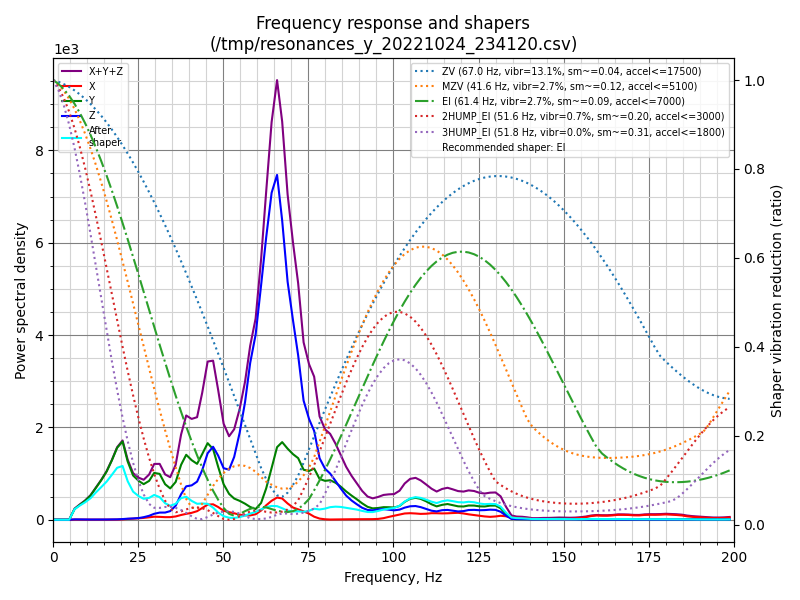 Frequency response and shapers
(/tmp/resonances_y_20221024_234120.csv)
1e3
X+Y+Z
X
Y
Z
After
shaper
ZV (67.0 Hz, vibr=13.1%, sm~=0.04, accel<=17500)
MZV (41.6 Hz, vibr=2.7%, sm~=0.12, accel<=5100)
EI (61.4 Hz, vibr=2.7%, sm~=0.09, accel<=7000)
2HUMP_EI (51.6 Hz, vibr=0.7%, sm~=0.20, accel<=3000)
3HUMP_EI (51.8 Hz, vibr=0.0%, sm~=0.31, accel<=1800)
Recommended shaper: EI
Power spectral density
8
6
4
2
0
1.0
0.8
0.6
0.4
0.2
0.0
Shaper vibration reduction (ratio)
0 25 50 75 100 125 150 175 200
Frequency, Hz